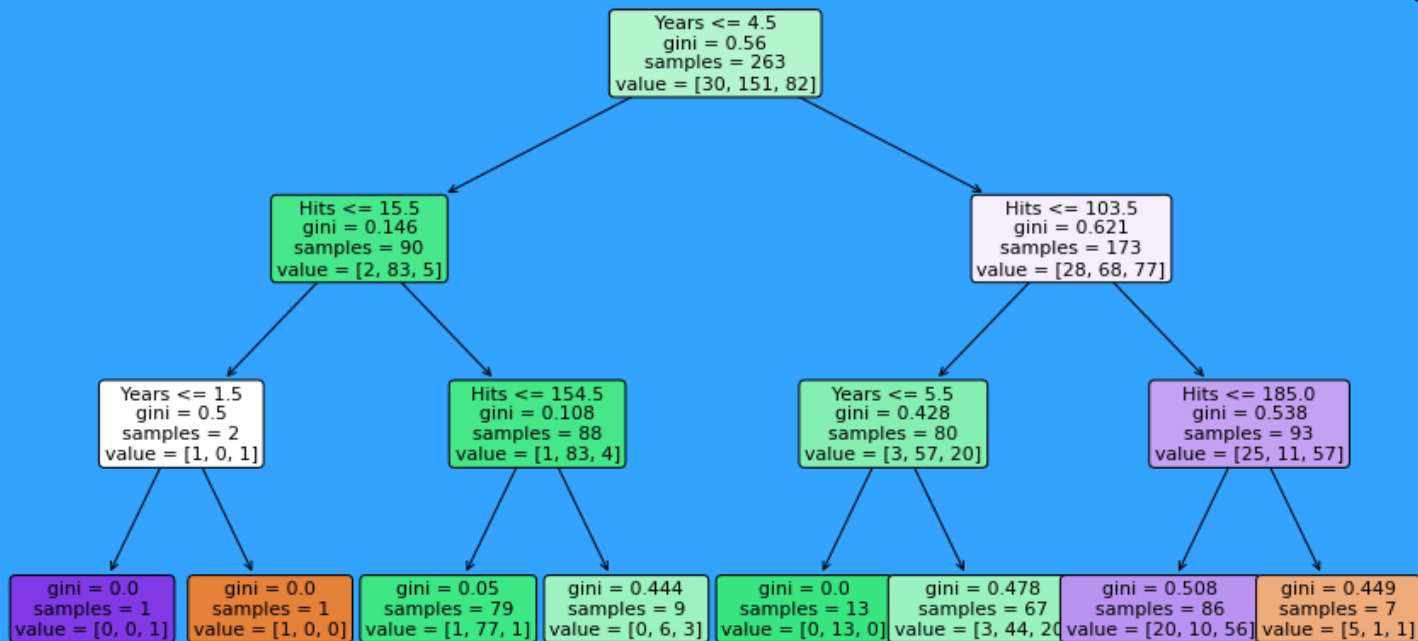 Years <= 4.5
gini = 0.56
samples = 263
value = [30, 151, 82]
Hits <= 15.5
gini = 0.146
samples = 90
value = [2, 83, 5]
Hits <= 103.5
gini = 0.621
samples = 173
value = [28, 68, 77]
Years <= 1.5
gini = 0.5
samples = 2
value = [1, 0, 1]
Hits <= 154.5
gini = 0.108
samples = 88
value = [1, 83, 4]
Years <= 5.5
gini = 0.428
samples = 80
value = [3, 57, 20]
Hits <= 185.0
gini = 0.538
samples = 93
value = [25, 11, 57]
gini = 0.0
samples = 1
value = [0, 0, 1]
gini = 0.0
samples = 1
value = [1, 0, 0]
gini = 0.05
samples = 79
value = [1, 77, 1]
gini = 0.444
samples = 9
value = [0, 6, 3]
gini = 0.0
samples = 13
value = [0, 13, 0]
gini = 0.478
samples = 67
value = [3, 44, 20
gini = 0.508
samples = 86
value = [20, 10, 56]
gini = 0.449
samples = 7
value = [5, 1, 1]